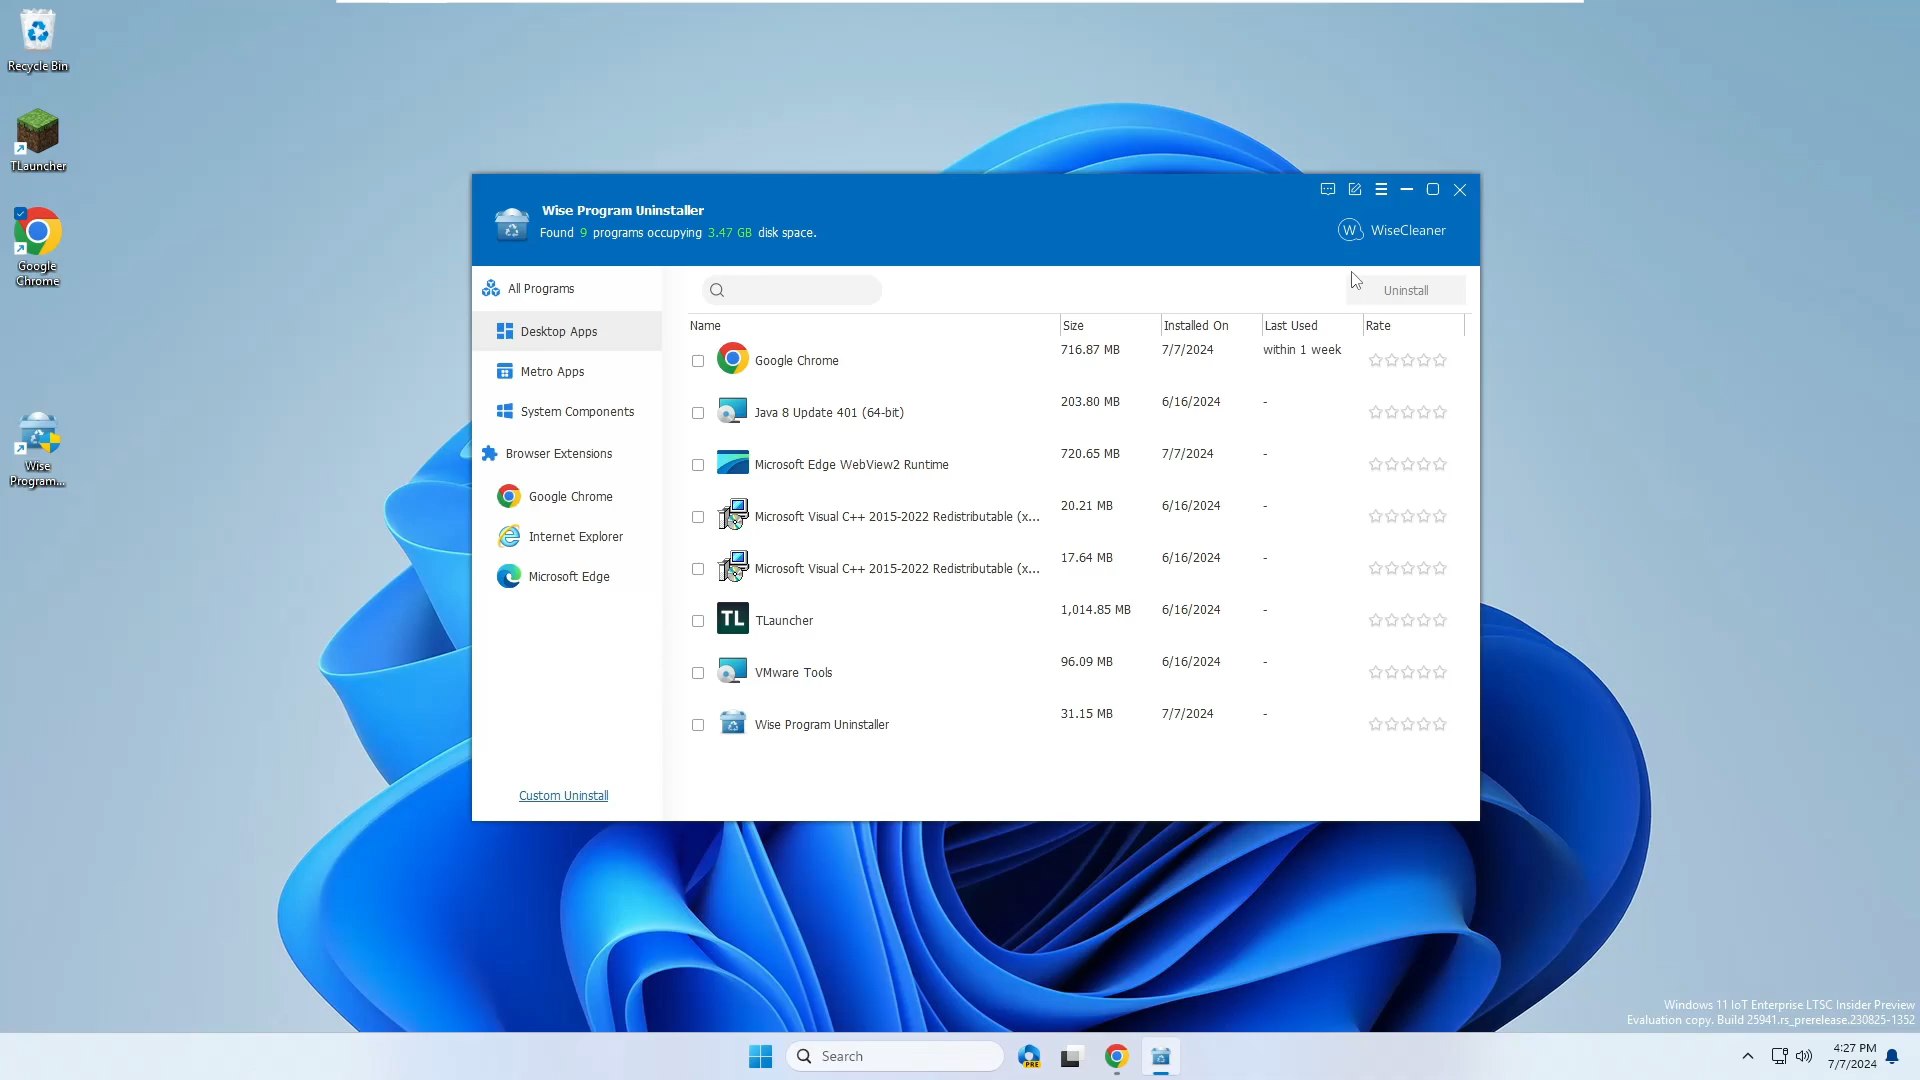 Recycle Bin
TLauncher
Google
Chrome
Wise
Program...
Wise Program Uninstaller
Found 9 programs occupying 3.47 GB disk space.
W WiseCleaner
All Programs
Desktop Apps
Metro Apps
System Components
Browser Extensions
Google Chrome
Internet Explorer
Microsoft Edge
Custom Uninstall
Uninstall
Name Size Installed On Last Used Rate
Google Chrome 716.87 MB 7/7/2024 within 1 week
Java 8 Update 401 (64-bit) 203.80 MB 6/16/2024 -
Microsoft Edge WebView2 Runtime 720.65 MB 7/7/2024 -
Microsoft Visual C++ 2015-2022 Redistributable (x... 20.21 MB 6/16/2024 -
Microsoft Visual C++ 2015-2022 Redistributable (x... 17.64 MB 6/16/2024 -
TL TLauncher 1,014.85 MB 6/16/2024 -
VMware Tools 96.09 MB 6/16/2024 -
Wise Program Uninstaller 31.15 MB 7/7/2024 -
Windows 11 IoT Enterprise LTSC Insider Preview
Evaluation copy. Build 25941.rs_prerelease.230825-1352
Search
PRE
4:27 PM
7/7/2024